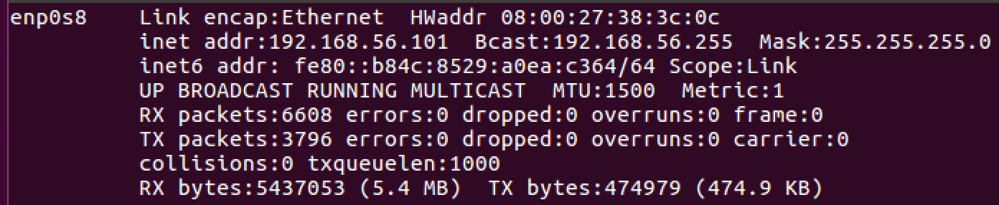 enp0s8 Link encap:Ethernet HWaddr 08:00:27:38:3c:0c
inet addr:192.168.56.101 Bcast:192.168.56.255 Mask:255.255.255.0
inet6 addr: fe80::b84c:8529:a0ea:c364/64 Scope:Link
UP BROADCAST RUNNING MULTICAST MTU:1500 Metric:1
RX packets:6608 errors:0 dropped:0 overruns:0 frame:0
TX packets:3796 errors:0 dropped:0 overruns:0 carrier:0
collisions:0 txqueuelen:1000
RX bytes:5437053 (5.4 MB) TX bytes:474979 (474.9 KB)